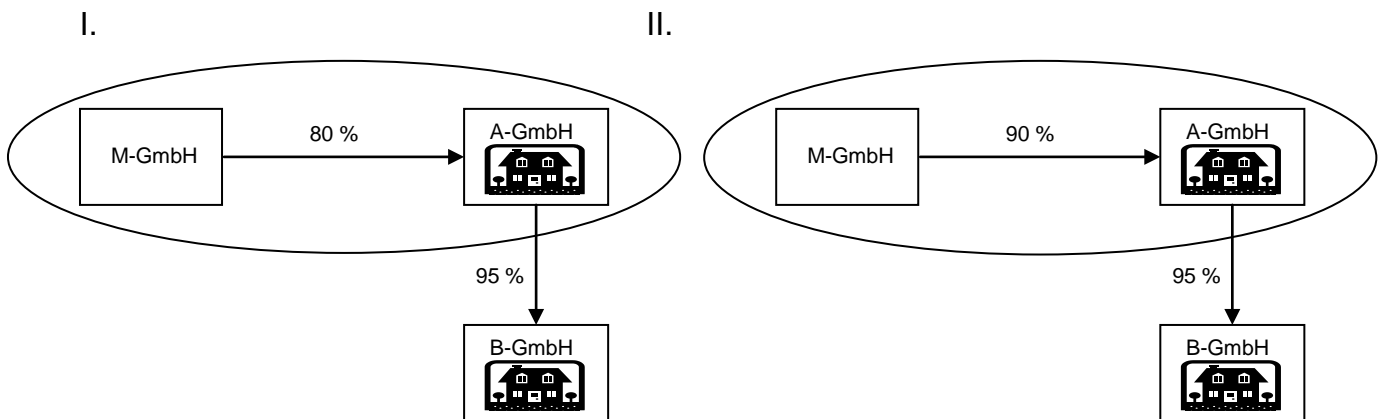 I.
M-GmbH
80 %
A-GmbH
95 %
B-GmbH
II.
M-GmbH
90 %
A-GmbH
95 %
B-GmbH